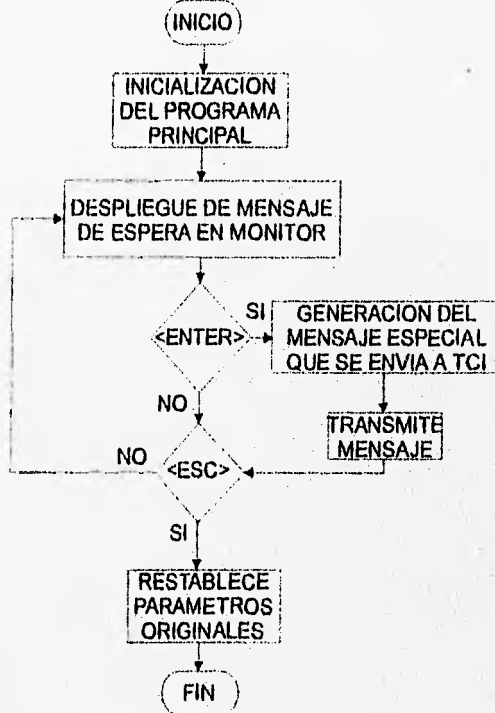 INICIO
INICIALIZACION
DEL PROGRAMA
PRINCIPAL
DESPLIEGUE DE MENSAJE
DE ESPERA EN MONITOR
<ENTER>
SI
GENERACION DEL
MENSAJE ESPECIAL
QUE SE ENVIA A TCI
NO
TRANSMITE
MENSAJE
NO
<ESC>
SI
RESTABLECE
PARAMETROS
ORIGINALES
FIN